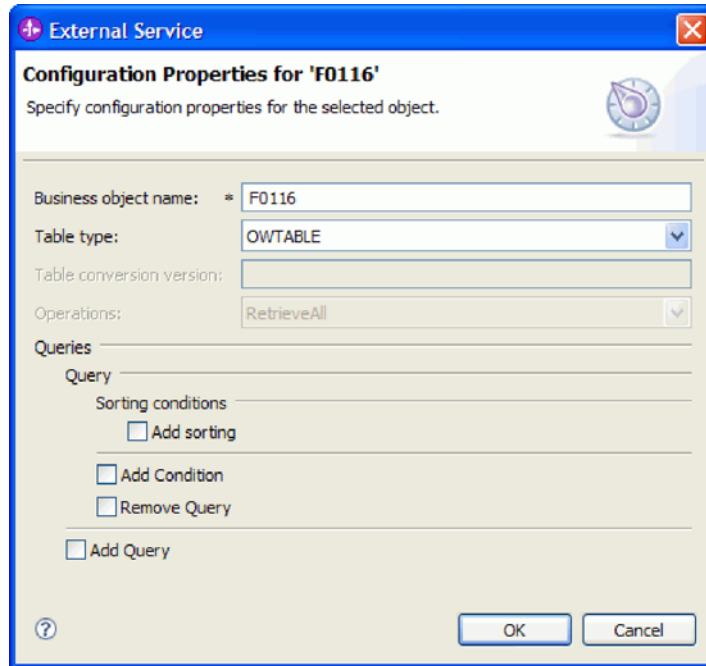 External Service
Configuration Properties for 'F0116'
Specify configuration properties for the selected object.
Business object name: * F0116
Table type: OWTABLE
Table conversion version:
Operations: RetrieveAll
Queries
Query
Sorting conditions
Add sorting
Add Condition
Remove Query
Add Query
? OK Cancel